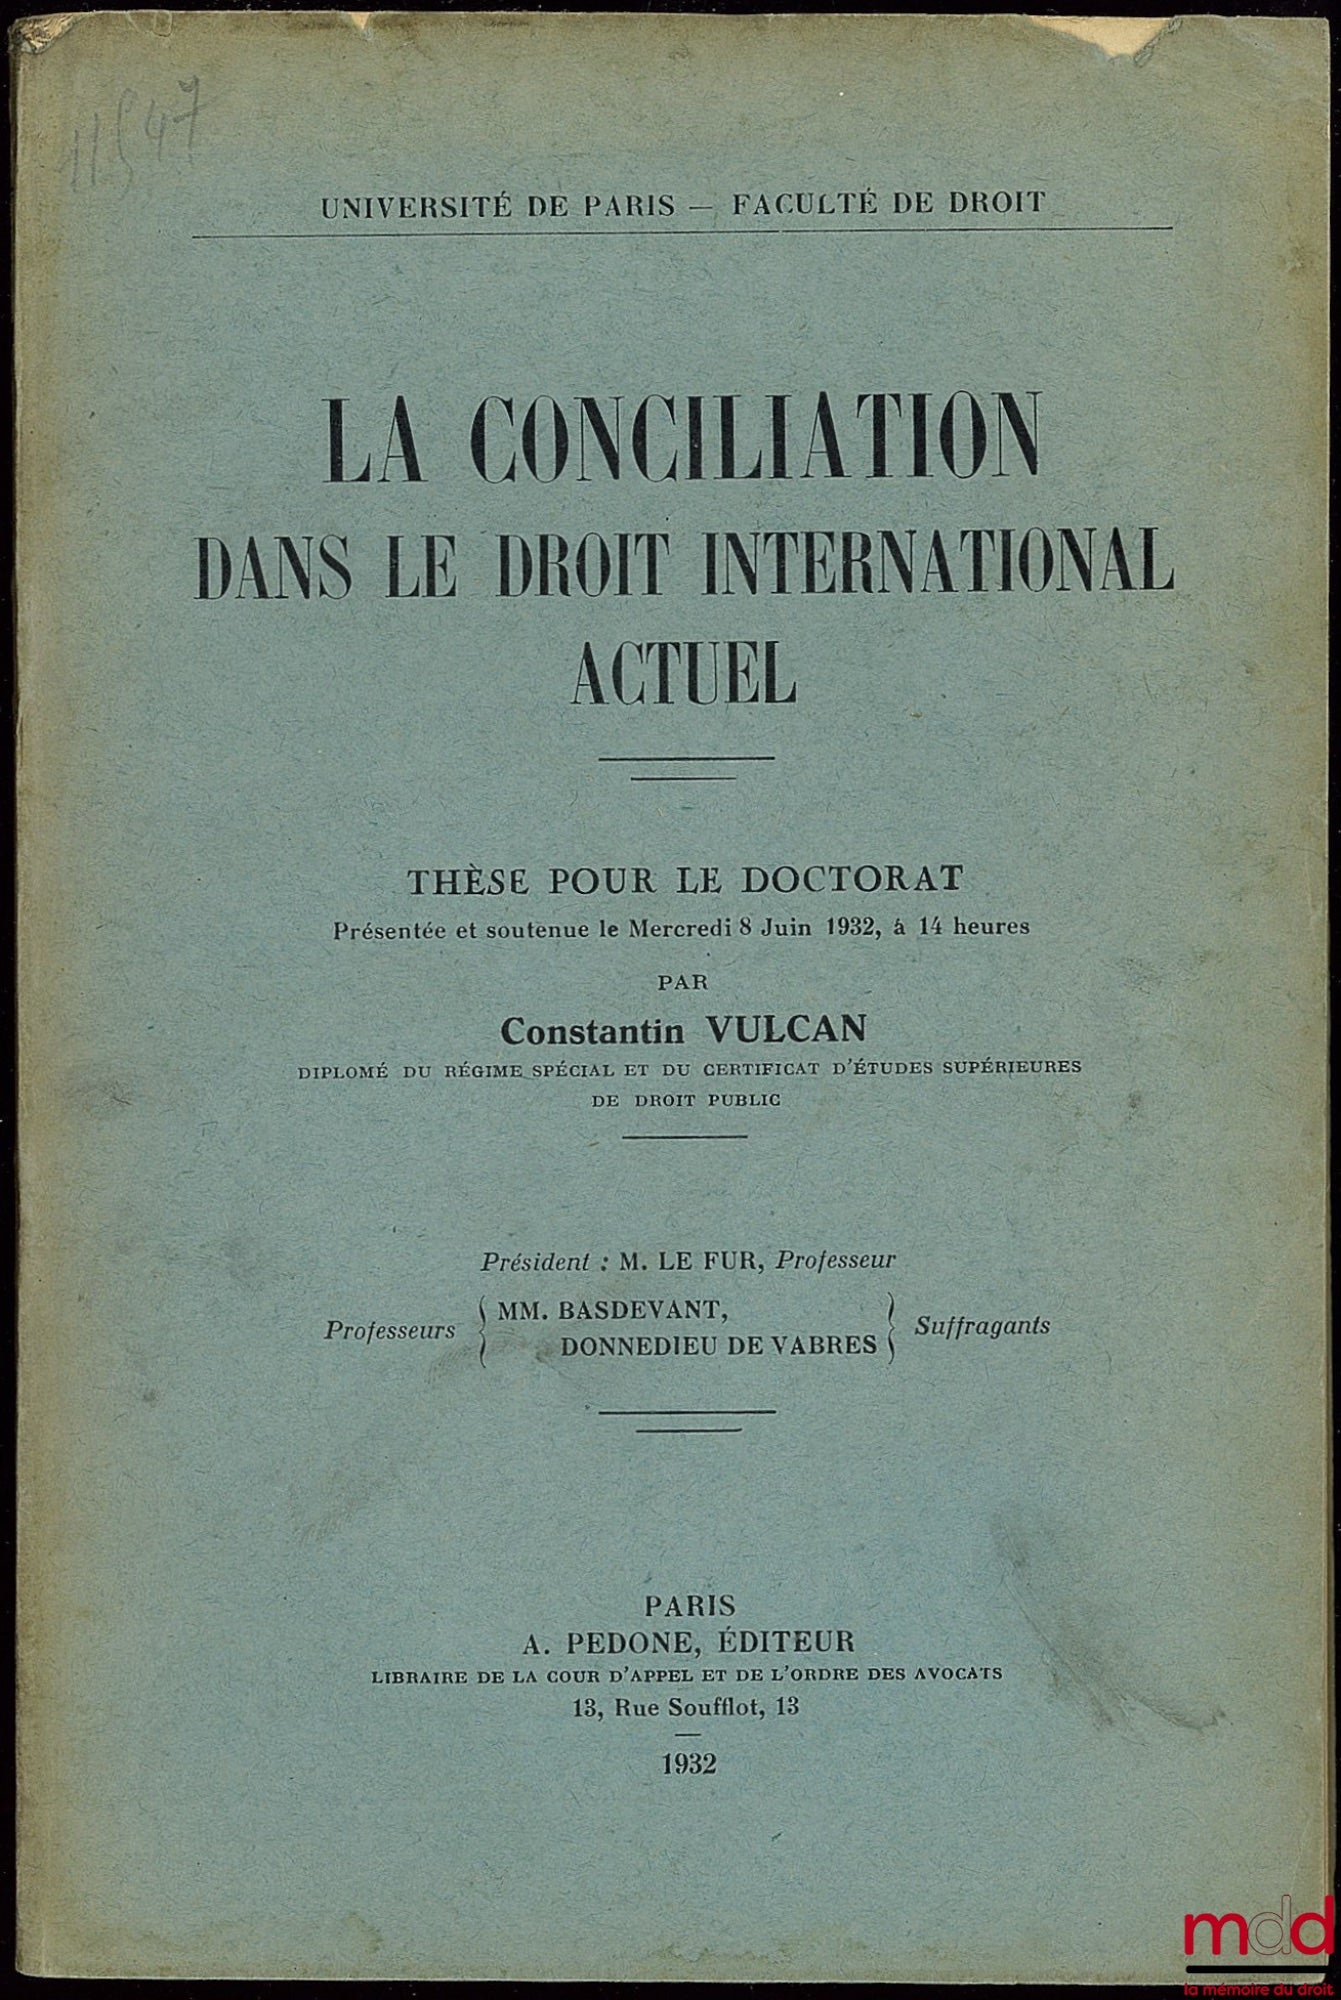 11547
UNIVERSITÉ DE PARIS — FACULTÉ DE DROIT
LA CONCILIATION
DANS LE DROIT INTERNATIONAL
ACTUEL
THÈSE POUR LE DOCTORAT
Présentée et soutenue le Mercredi 8 Juin 1932, à 14 heures
PAR
Constantin VULCAN
DIPLOMÉ DU RÉGIME SPÉCIAL ET DU CERTIFICAT D'ÉTUDES SUPÉRIEURES
DE DROIT PUBLIC
Président : M. LE FUR, Professeur
Professeurs { MM. BASDEVANT, } Suffragants
DONNEDIEU DE VABRES
PARIS
A. PEDONE, ÉDITEUR
LIBRAIRE DE LA COUR D'APPEL ET DE L'ORDRE DES AVOCATS
13, Rue Soufflot, 13
1932
mdd
la mémoire du droit